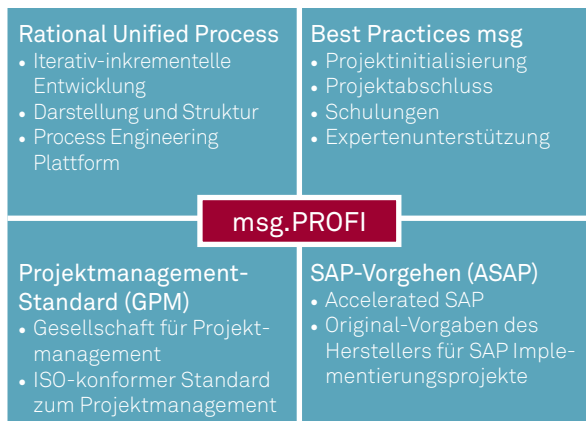 Rational Unified Process
• Iterativ-inkrementelle
Entwicklung
• Darstellung und Struktur
• Process Engineering
Plattform
Best Practices msg
• Projektinitialisierung
• Projektabschluss
• Schulungen
• Expertenunterstützung
msg.PROFI
Projektmanagement-
Standard (GPM)
• Gesellschaft für Projekt-
management
• ISO-konformer Standard
zum Projektmanagement
SAP-Vorgehen (ASAP)
• Accelerated SAP
• Original-Vorgaben des
Herstellers für SAP Imple-
mentierungsprojekte